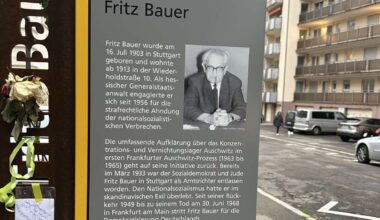 Fritz Bauer
Fritz Bauer wurde am
16. Juli 1903 in Stuttgart
geboren und wohnte
ab 1913 in der Wieder-
holdstraße 10. Als hes-
sischer Generalstaats-
anwalt engagierte er
sich seit 1956 für die
strafrechtliche Ahndung
der nationalsozialisti-
schen Verbrechen.
Die umfassende Aufklärung über das Konzen-
trations- und Vernichtungslager Auschwitz im
ersten Frankfurter Auschwitz-Prozess (1963 bis
1965) geht auf seine Initiative zurück. Bereits
im März 1933 war der Sozialdemokrat und Jude
Fritz Bauer in Stuttgart als Amtsrichter entlassen
worden. Den Nationalsozialismus hatte er im
skandinavischen Exil überlebt. Seit seiner Rück-
kehr 1949 bis zu seinem Tod am 30. Juni 1968
in Frankfurt am Main stritt Fritz Bauer für die
Demokratisierung Deutschlands.